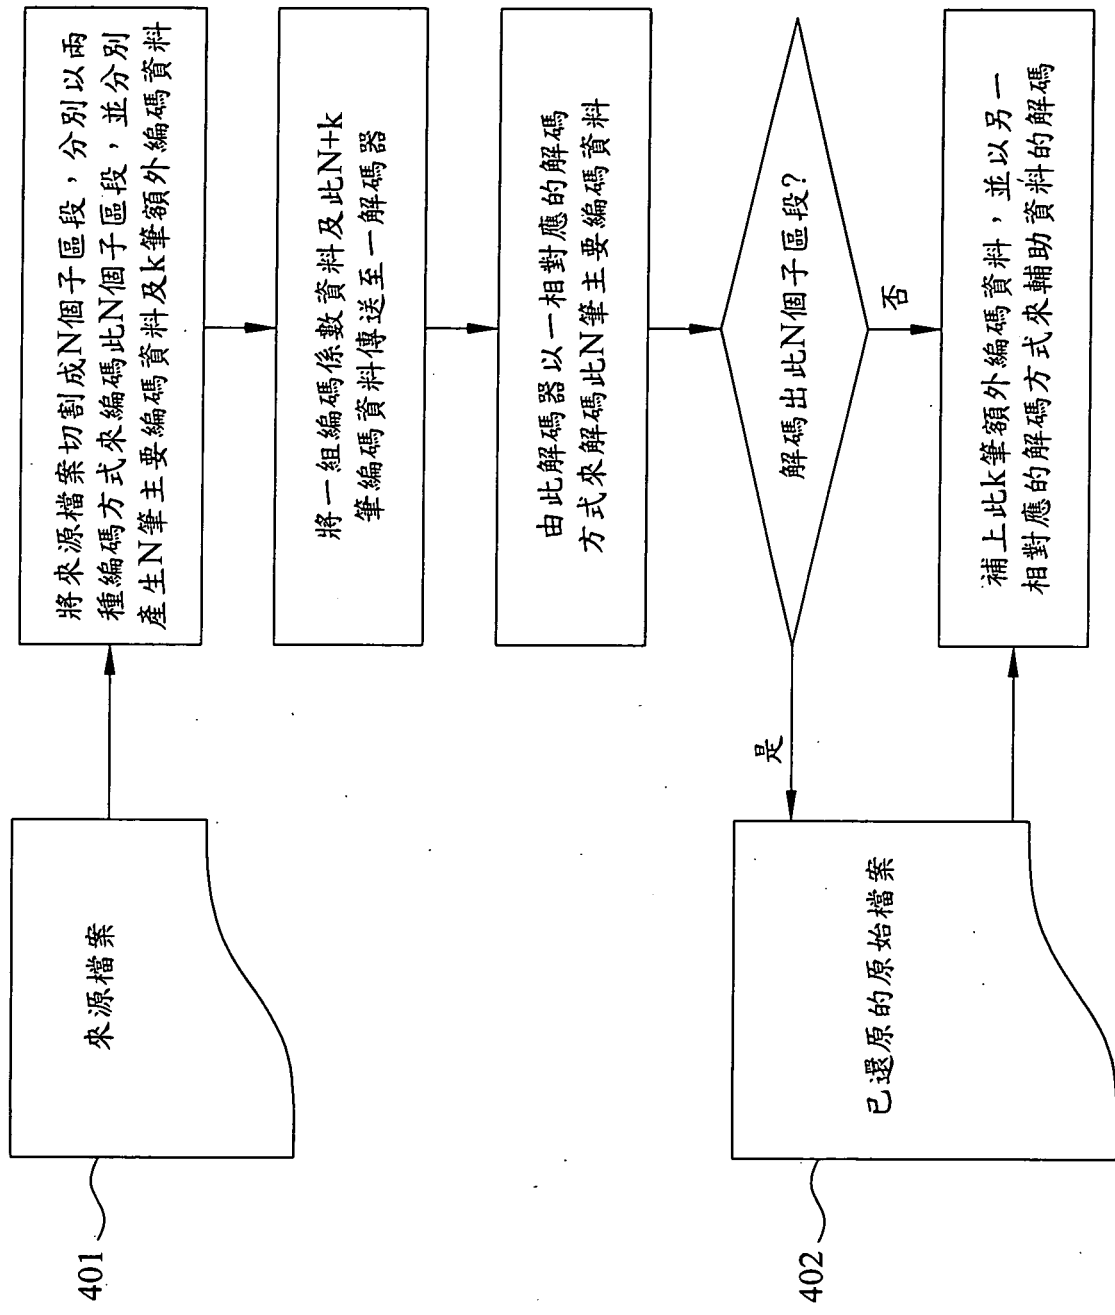 401
來源檔案
將來源檔案切割成N個子區段，分別以兩
種編碼方式來編碼此N個子區段，並分別
產生N筆主要編碼資料及k筆額外編碼資料
將一組編碼係數資料及此N+k
筆編碼資料傳送至一解碼器
由此解碼器以一相對應的解碼
方式來解碼此N筆主要編碼資料
解碼出此N個子區段?
是
否
402
已還原的原始檔案
補上此k筆額外編碼資料，並以另一
相對應的解碼方式來輔助資料的解碼